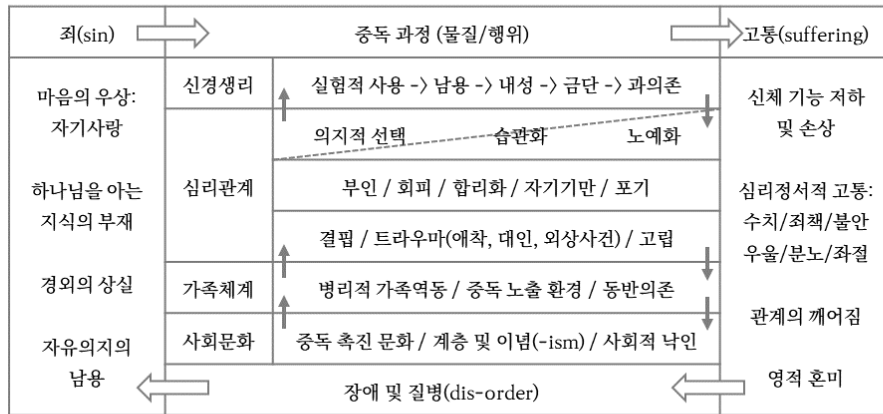 죄(sin)
중독 과정 (물질/행위)
고통(suffering)
마음의 우상:
자기사랑
하나님을 아는
지식의 부재
경외의 상실
자유의지의
남용
신경생리
실험적 사용 -> 남용 -> 내성 -> 금단 -> 과의존
심리관계
의지적 선택 습관화 노예화
부인 / 회피 / 합리화 / 자기기만 / 포기
결핍 / 트라우마(애착, 대인, 외상사건) / 고립
가족체계
병리적 가족역동 / 중독 노출 환경 / 동반의존
사회문화
중독 촉진 문화 / 계층 및 이념(-ism) / 사회적 낙인
신체 기능 저하
및 손상
심리정서적 고통:
수치/죄책/불안
우울/분노/좌절
관계의 깨어짐
영적 혼미
장애 및 질병(dis-order)